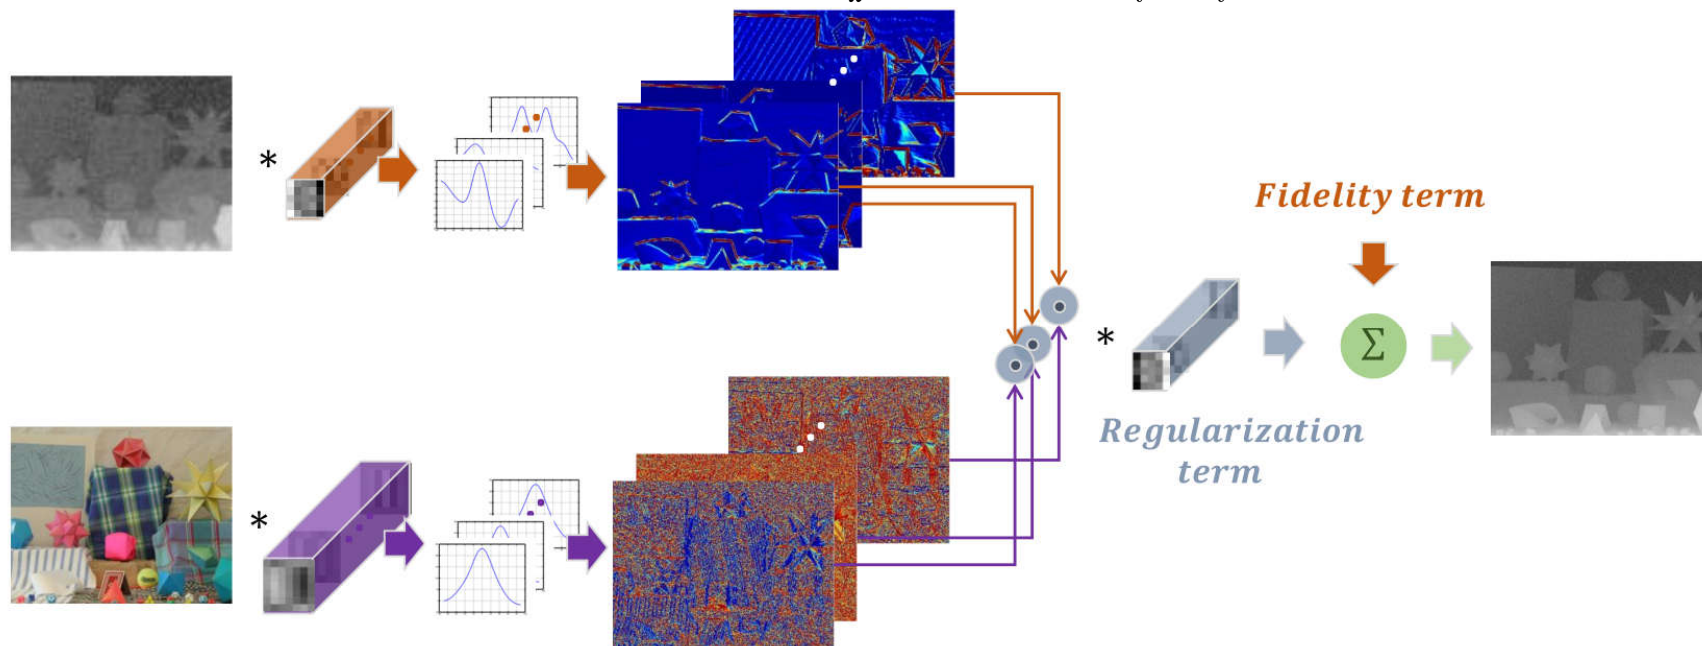 *
Fidelity term
*
Σ
Regularization
term
*